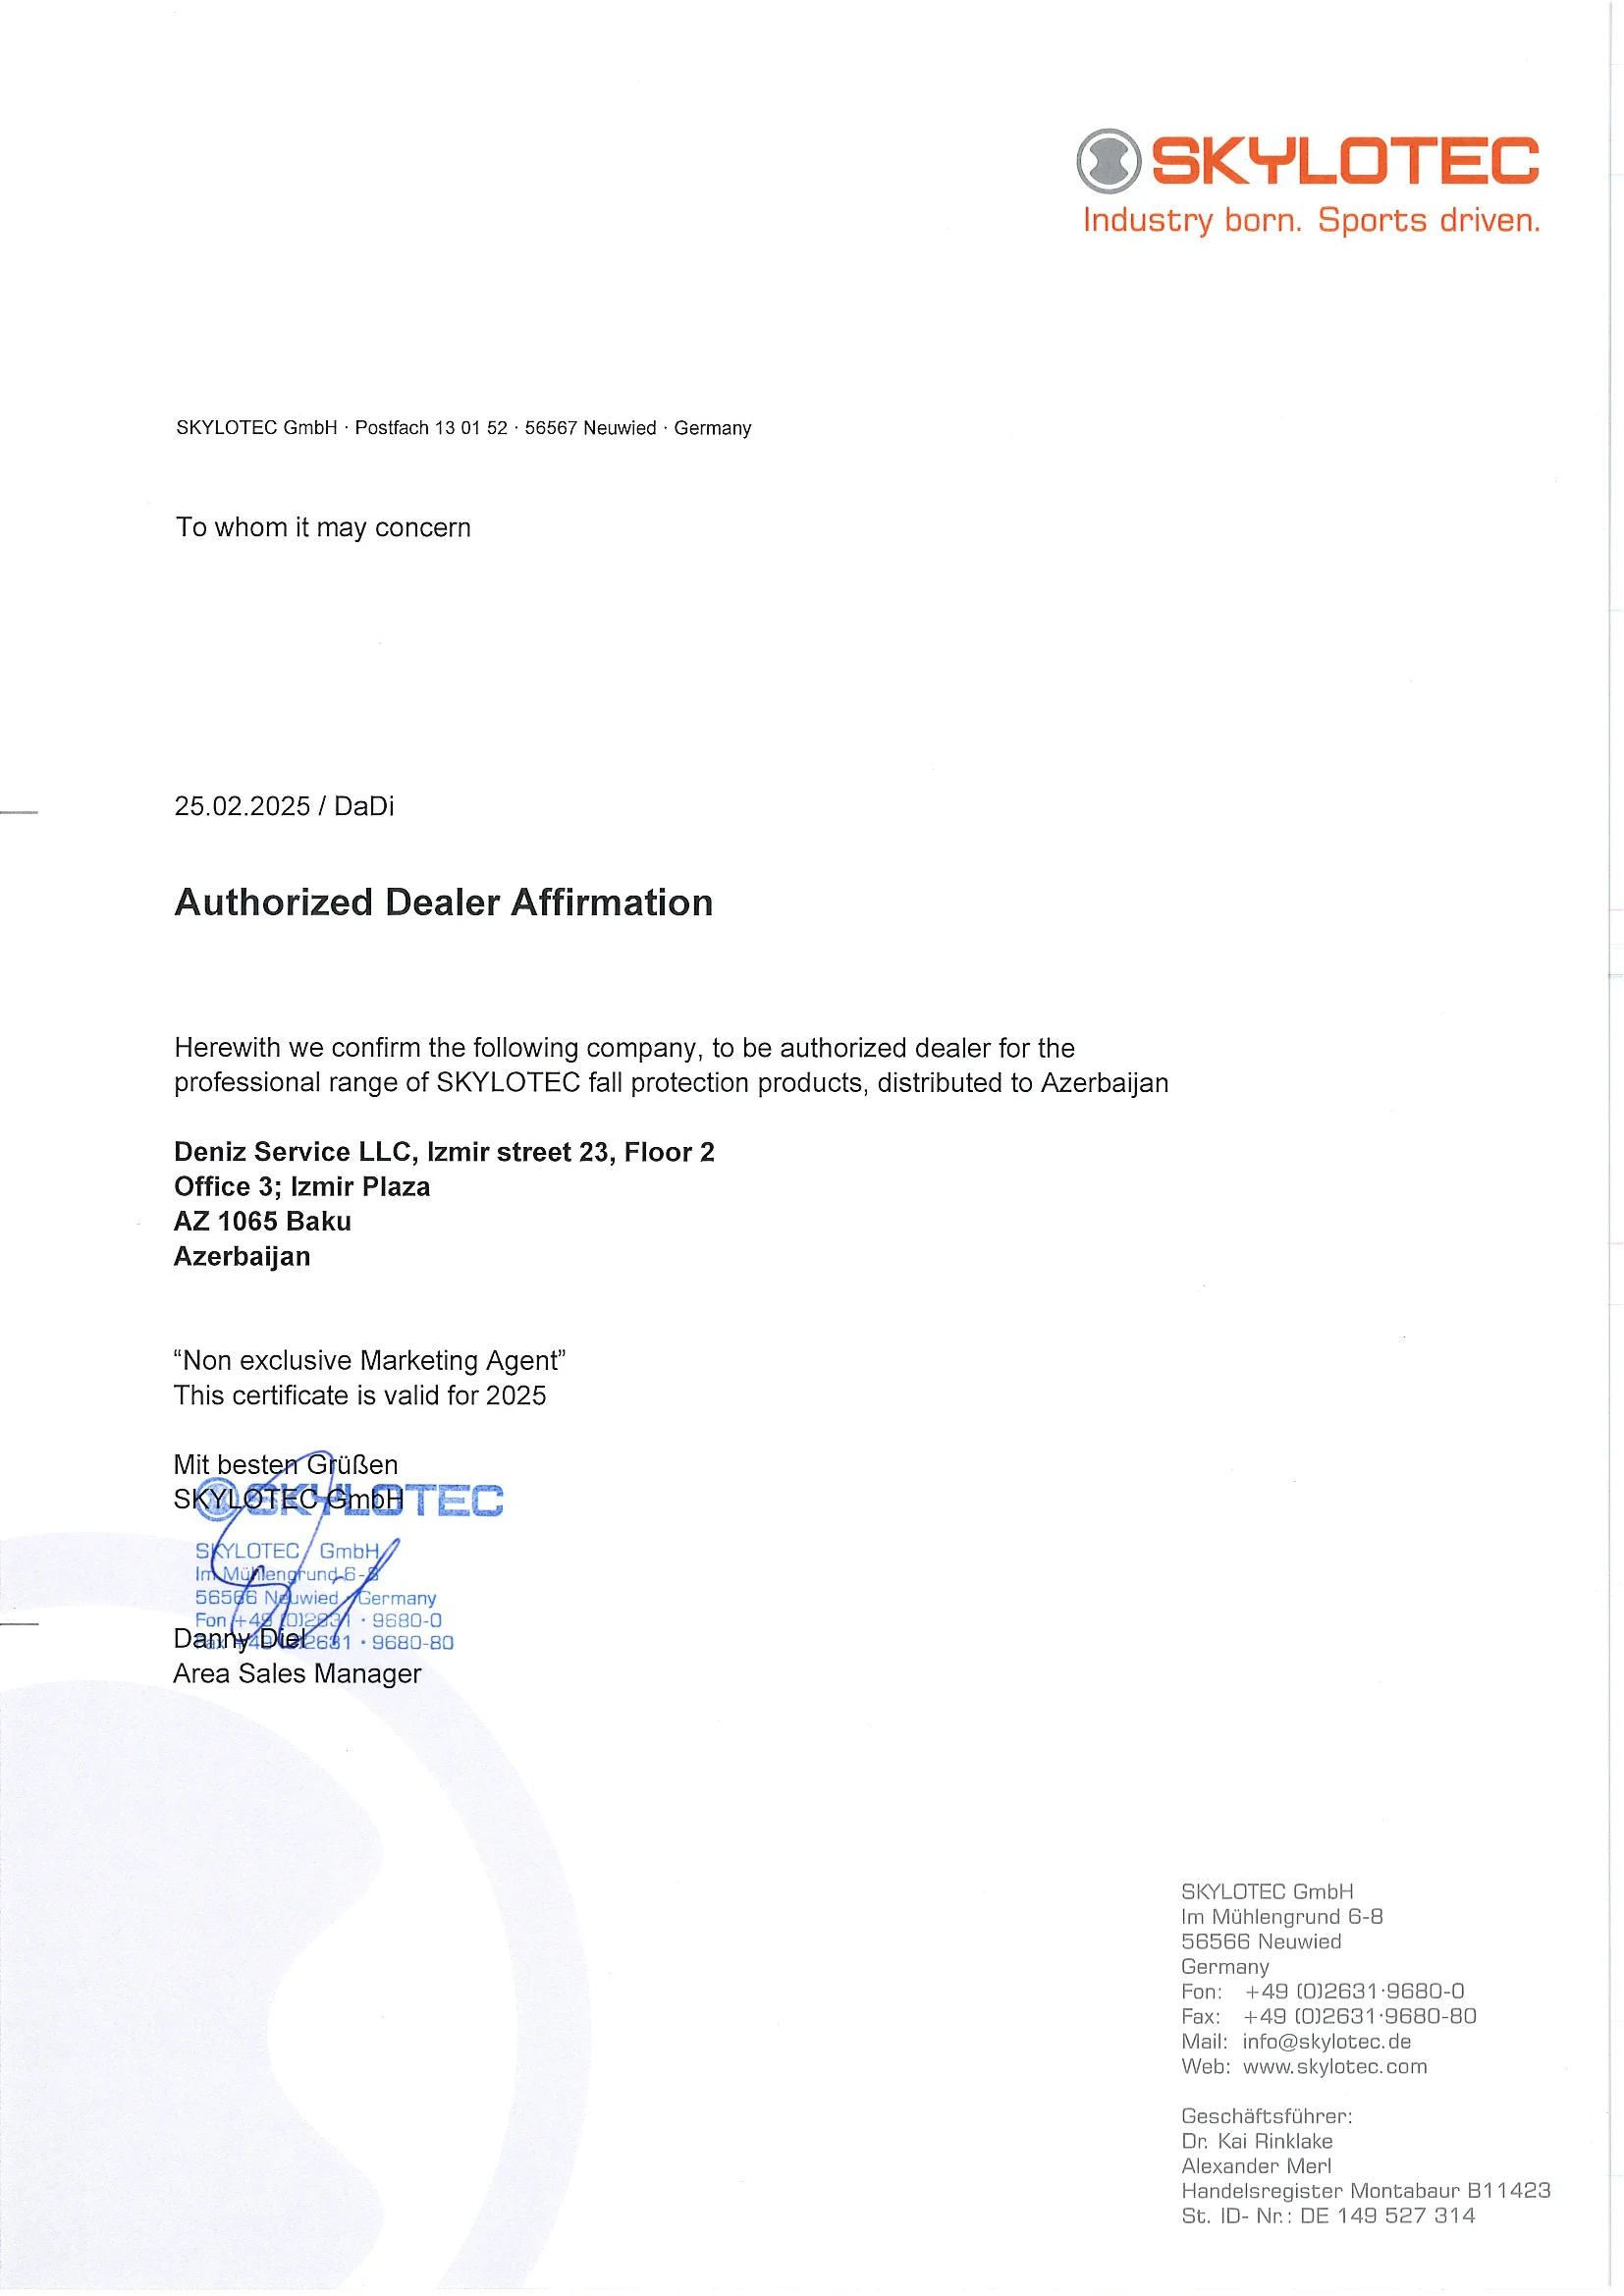 SKYLOTEC
Industry born. Sports driven.
SKYLOTEC GmbH · Postfach 13 01 52 · 56567 Neuwied · Germany
To whom it may concern
25.02.2025 / DaDi
Authorized Dealer Affirmation
Herewith we confirm the following company, to be authorized dealer for the
professional range of SKYLOTEC fall protection products, distributed to Azerbaijan
Deniz Service LLC, Izmir street 23, Floor 2
Office 3; Izmir Plaza
AZ 1065 Baku
Azerbaijan
“Non exclusive Marketing Agent”
This certificate is valid for 2025
Mit besten Grüßen
SKYLOTEC GmbH
SKYLOTEC
SKYLOTEC GmbH
Im Mühlengrund 6-8
56566 Neuwied Germany
Fon +49 (0)2631 · 9680-0
Fax +49 (0)2631 · 9680-80
Danny Diel
Area Sales Manager
SKYLOTEC GmbH
Im Mühlengrund 6-8
56566 Neuwied
Germany
Fon: +49 (0)2631·9680-0
Fax: +49 (0)2631·9680-80
Mail: info@skylotec.de
Web: www.skylotec.com
Geschäftsführer:
Dr. Kai Rinklake
Alexander Merl
Handelsregister Montabaur B11423
St. ID- Nr.: DE 149 527 314